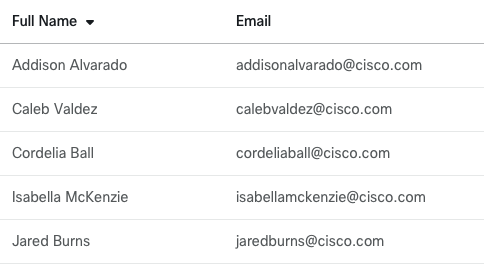 Full Name Email
Addison Alvarado addisonalvarado@cisco.com
Caleb Valdez calebvaldez@cisco.com
Cordelia Ball cordeliaball@cisco.com
Isabella McKenzie isabellamckenzie@cisco.com
Jared Burns jaredburns@cisco.com